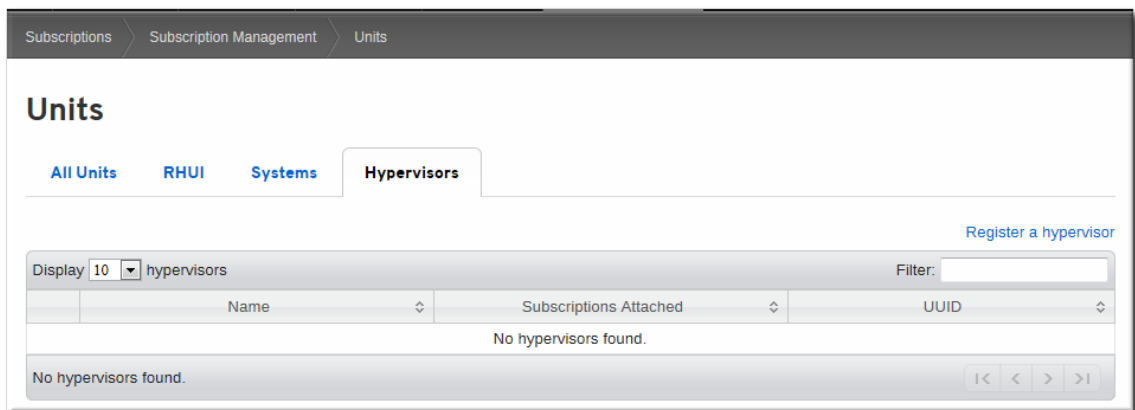 Subscriptions Subscription Management Units
Units
All Units RHUI Systems Hypervisors
Register a hypervisor
Display 10 hypervisors Filter:
Name Subscriptions Attached UUID
No hypervisors found.
No hypervisors found.